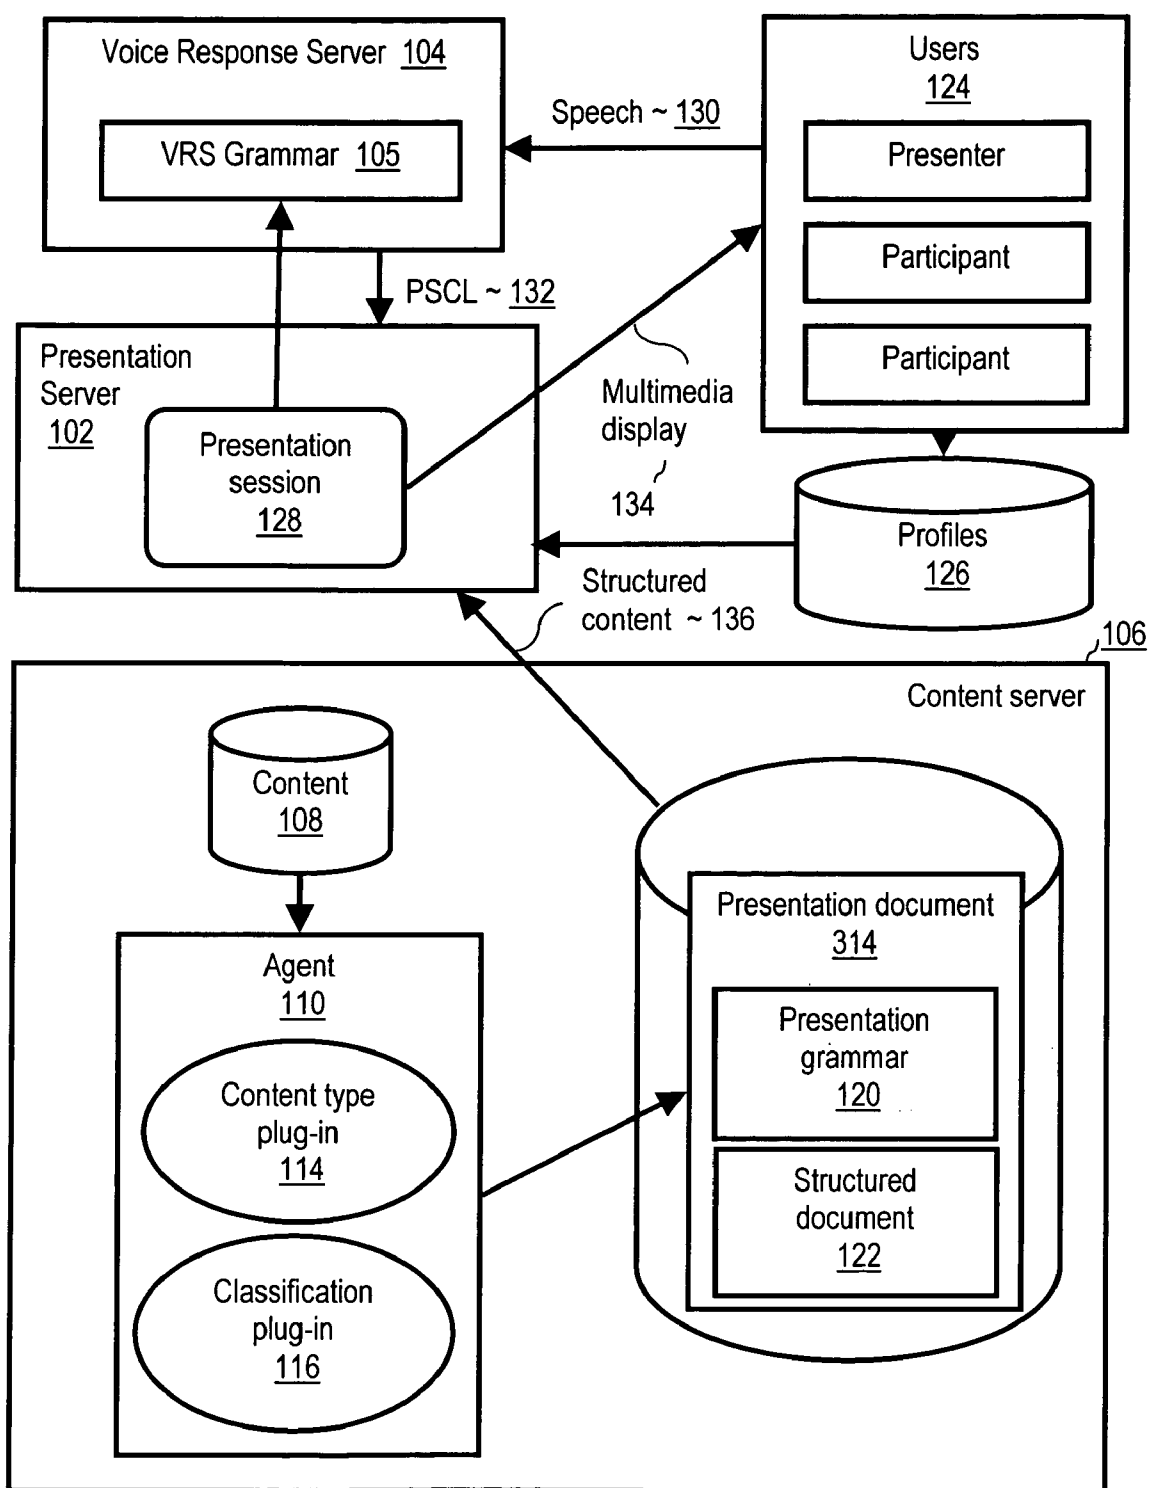 Voice Response Server 104
VRS Grammar 105
Speech ~ 130
Users
124
Presenter
Participant
Participant
PSCL ~ 132
Presentation
Server
102
Presentation
session
128
Multimedia
display
134
Profiles
126
Structured
content ~ 136
106
Content server
Content
108
Agent
110
Content type
plug-in
114
Classification
plug-in
116
Presentation document
314
Presentation
grammar
120
Structured
document
122